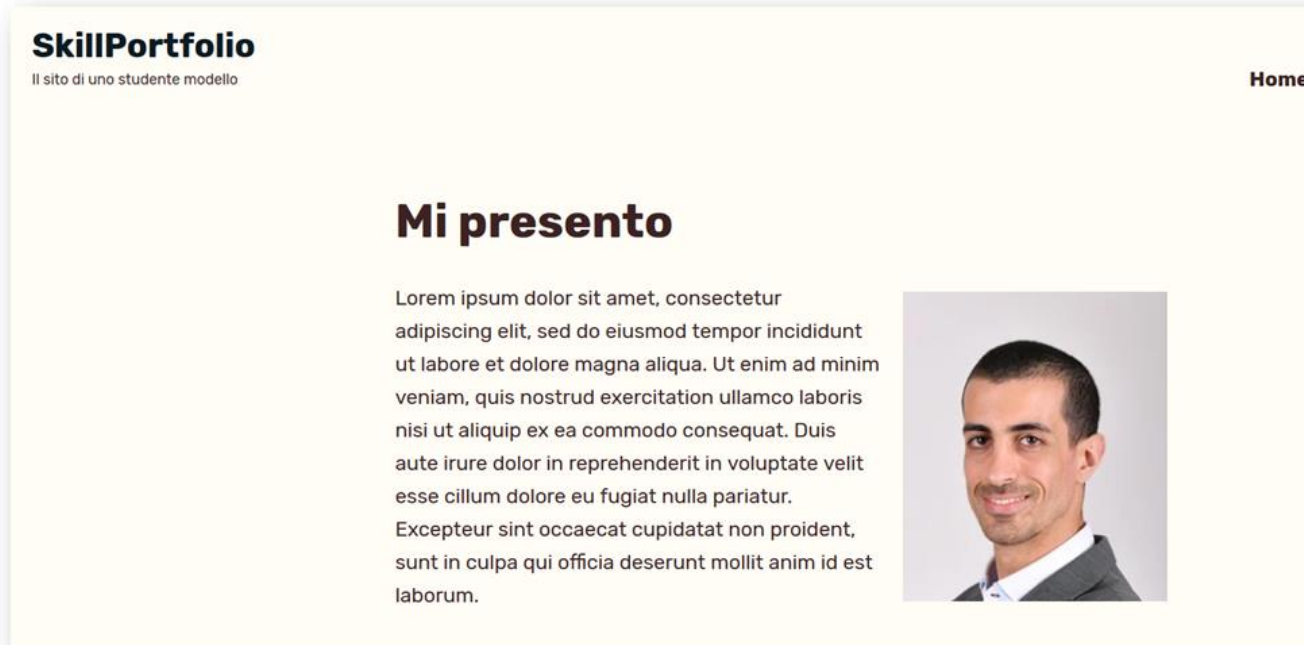 SkillPortfolio
Il sito di uno studente modello
Home
Mi presento
Lorem ipsum dolor sit amet, consectetur
adipiscing elit, sed do eiusmod tempor incididunt
ut labore et dolore magna aliqua. Ut enim ad minim
veniam, quis nostrud exercitation ullamco laboris
nisi ut aliquip ex ea commodo consequat. Duis
aute irure dolor in reprehenderit in voluptate velit
esse cillum dolore eu fugiat nulla pariatur.
Excepteur sint occaecat cupidatat non proident,
sunt in culpa qui officia deserunt mollit anim id est
laborum.